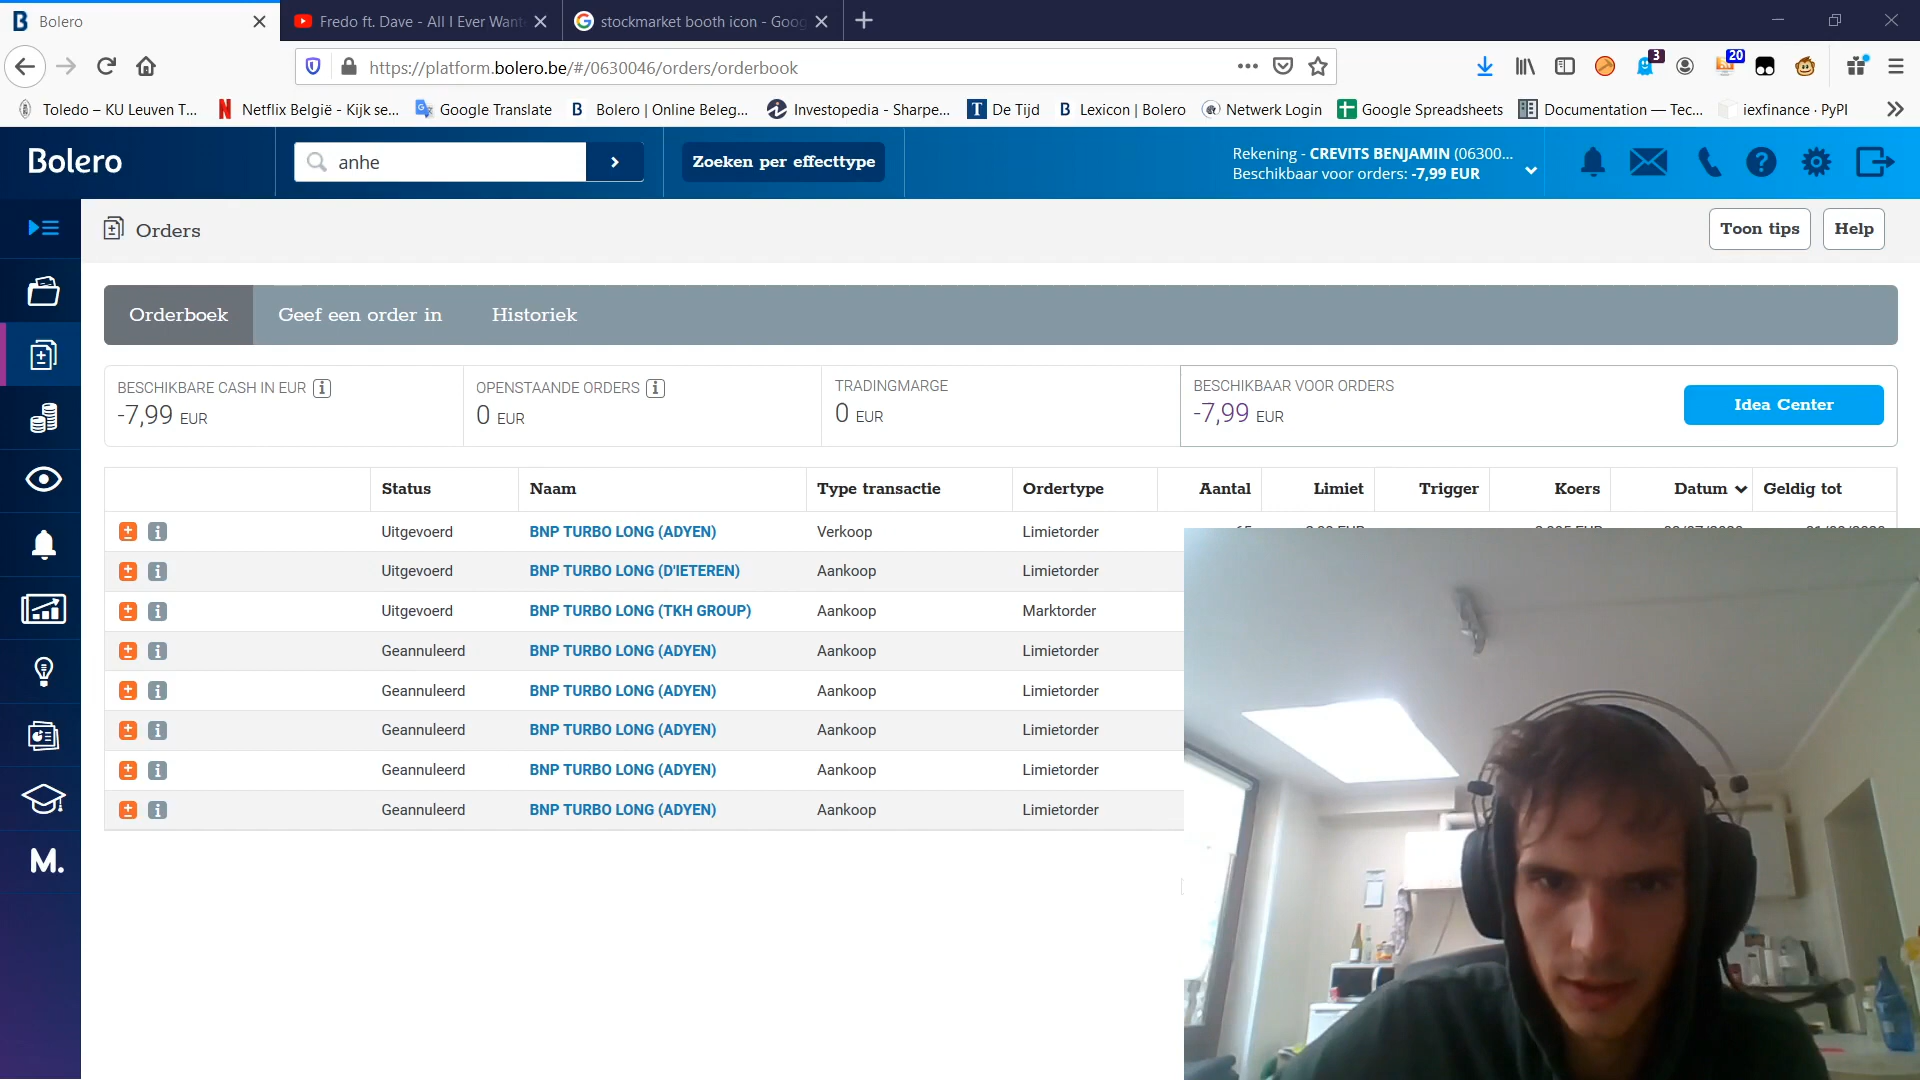 Bolero
Fredo ft. Dave - All I Ever Want
stockmarket booth icon - Goog
https://platform.bolero.be/#/0630046/orders/orderbook
3
20
Toledo – KU Leuven T...
Netflix België - Kijk se...
Google Translate
Bolero | Online Beleg...
Investopedia - Sharpe...
De Tijd
Lexicon | Bolero
Netwerk Login
Google Spreadsheets
Documentation — Tec...
iexfinance · PyPI
Bolero
anhe
Zoeken per effecttype
Rekening - CREVITS BENJAMIN (06300...
Beschikbaar voor orders: -7,99 EUR
Orders
Toon tips
Help
Orderboek
Geef een order in
Historiek
BESCHIKBARE CASH IN EUR
-7,99 EUR
OPENSTAANDE ORDERS
0 EUR
TRADINGMARGE
0 EUR
BESCHIKBAAR VOOR ORDERS
-7,99 EUR
Idea Center
Status Naam Type transactie Ordertype Aantal Limiet Trigger Koers Datum Geldig tot
Uitgevoerd BNP TURBO LONG (ADYEN) Verkoop Limietorder
Uitgevoerd BNP TURBO LONG (D'IETEREN) Aankoop Limietorder
Uitgevoerd BNP TURBO LONG (TKH GROUP) Aankoop Marktorder
Geannuleerd BNP TURBO LONG (ADYEN) Aankoop Limietorder
Geannuleerd BNP TURBO LONG (ADYEN) Aankoop Limietorder
Geannuleerd BNP TURBO LONG (ADYEN) Aankoop Limietorder
Geannuleerd BNP TURBO LONG (ADYEN) Aankoop Limietorder
Geannuleerd BNP TURBO LONG (ADYEN) Aankoop Limietorder
M.